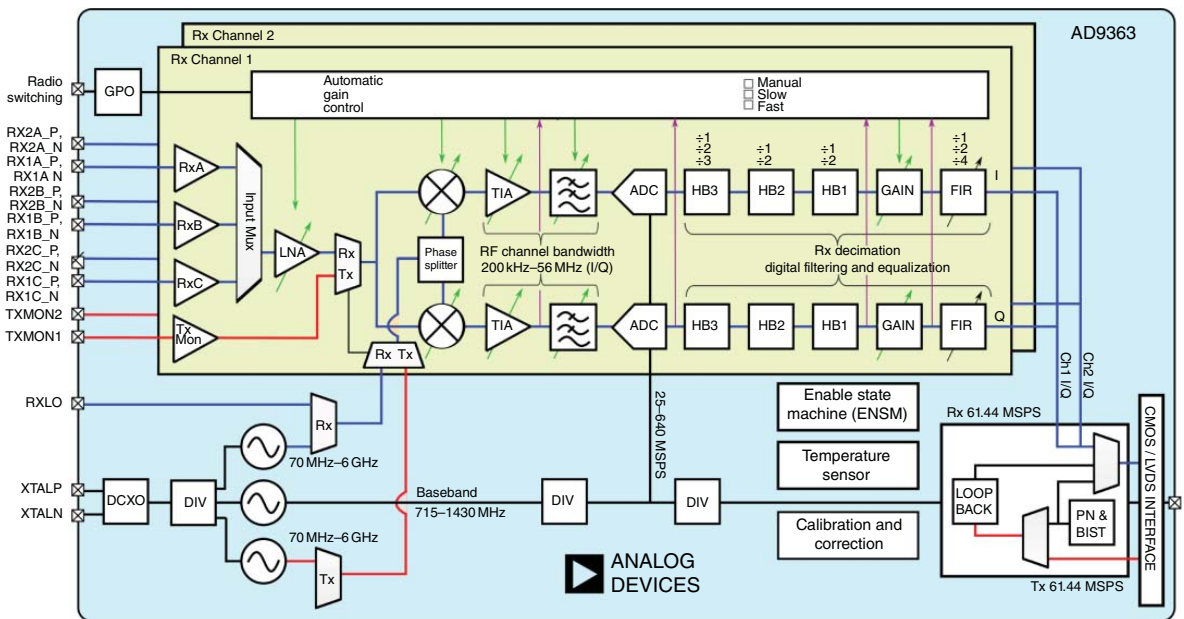 AD9363
Rx Channel 2
Rx Channel 1
Radio
switching
GPO
Automatic
gain
control
Manual
Slow
Fast
RX2A_P,
RX2A_N
RX1A_P,
RX1A N
RX2B_P,
RX2B_N
RX1B_P,
RX1B_N
RX2C_P,
RX2C_N
RX1C_P,
RX1C_N
TXMON2
TXMON1
RxA
RxB
RxC
Tx
Mon
Input Mux
LNA
Rx
Tx
Phase
splitter
Rx Tx
TIA
ADC
÷1
÷2
÷3
HB3
÷1
÷2
HB2
÷1
÷2
HB1
GAIN
÷1
÷2
÷4
FIR
I
RF channel bandwidth
200 kHz–56 MHz (I/Q)
Rx decimation
digital filtering and equalization
TIA
ADC
HB3
HB2
HB1
GAIN
FIR
Q
Ch1 I/Q
Ch2 I/Q
RXLO
Rx
70 MHz–6 GHz
25–640 MSPS
Enable state
machine (ENSM)
Temperature
sensor
Calibration and
correction
Rx 61.44 MSPS
LOOP
BACK
PN &
BIST
Tx 61.44 MSPS
CMOS / LVDS INTERFACE
XTALP
XTALN
DCXO
DIV
Baseband
715–1430 MHz
DIV
DIV
70 MHz–6 GHz
Tx
ANALOG
DEVICES